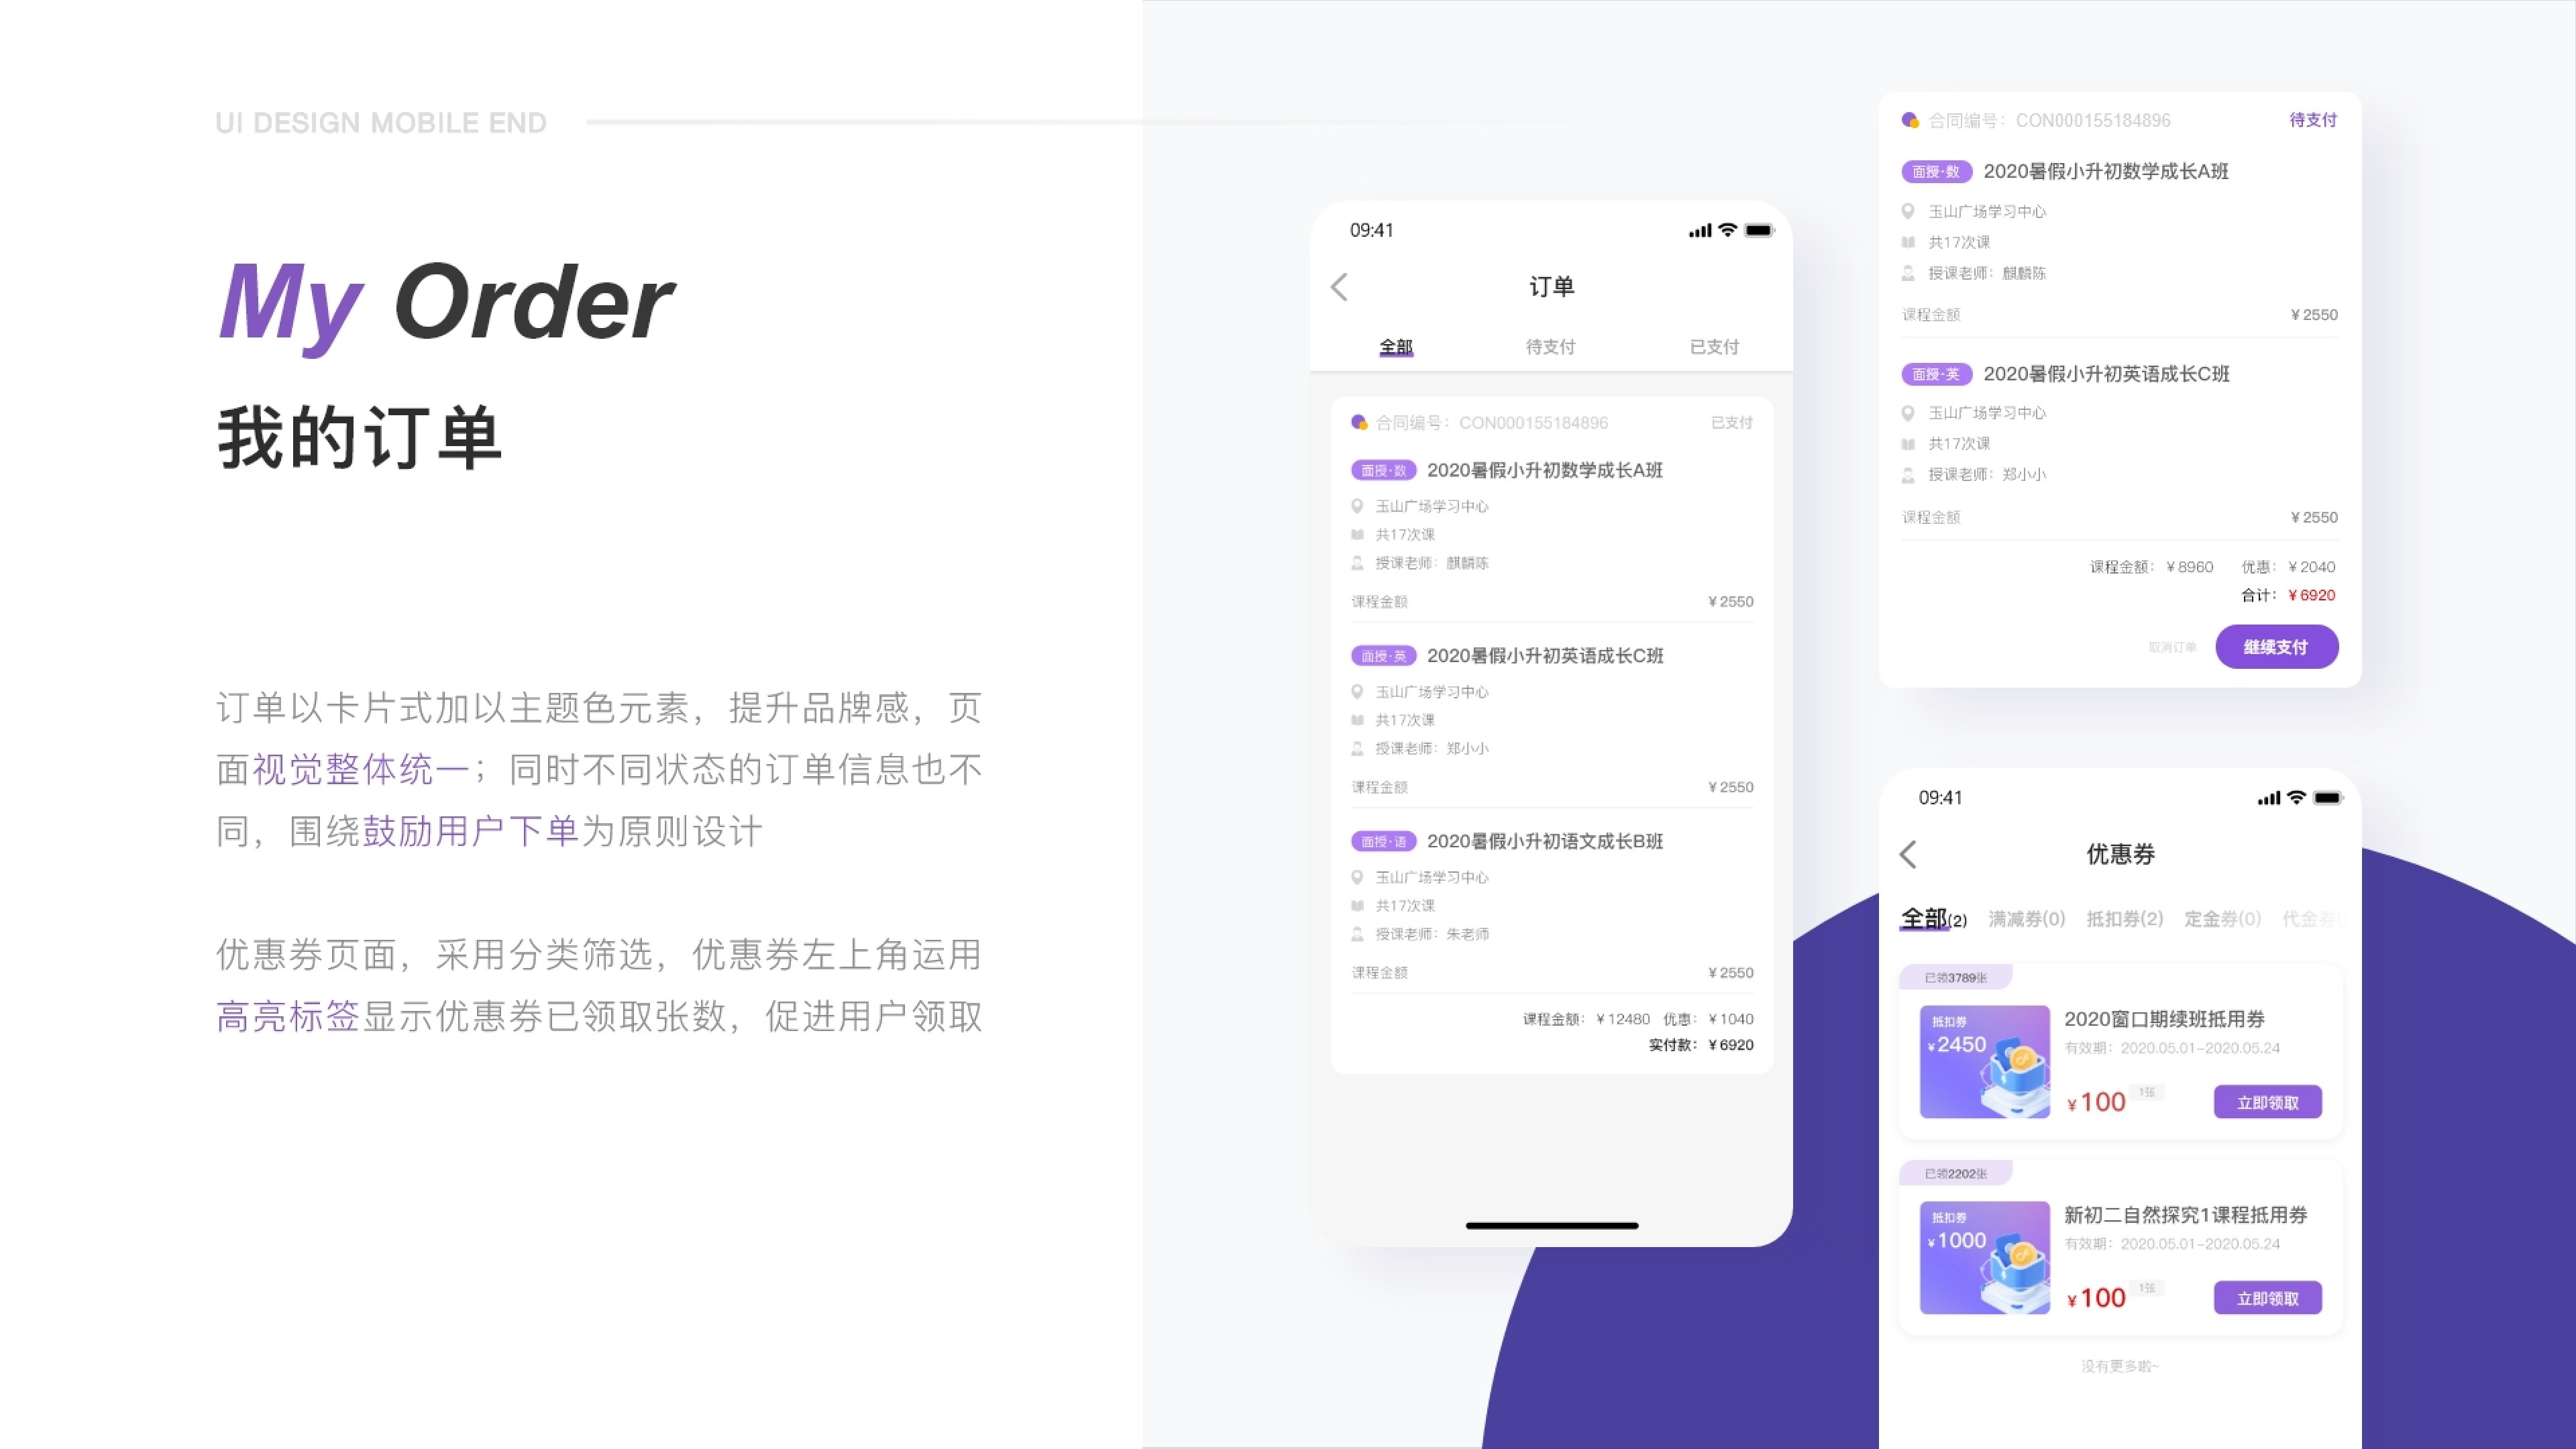 UI DESIGN MOBILE END
My Order
我的订单
订单以卡片式加以主题色元素，提升品牌感，页
面视觉整体统一；同时不同状态的订单信息也不
同，围绕鼓励用户下单为原则设计
优惠券页面，采用分类筛选，优惠券左上角运用
高亮标签显示优惠券已领取张数，促进用户领取
09:41
订单
全部 待支付 已支付
合同编号：CON000155184896 已支付
面授·数 2020暑假小升初数学成长A班
玉山广场学习中心
共17次课
授课老师：麒麟陈
课程金额 ¥2550
面授·英 2020暑假小升初英语成长C班
玉山广场学习中心
共17次课
授课老师：郑小小
课程金额 ¥2550
面授·语 2020暑假小升初语文成长B班
玉山广场学习中心
共17次课
授课老师：朱老师
课程金额 ¥2550
课程金额：¥12480 优惠：¥1040
实付款：¥6920
合同编号：CON000155184896 待支付
面授·数 2020暑假小升初数学成长A班
玉山广场学习中心
共17次课
授课老师：麒麟陈
课程金额 ¥2550
面授·英 2020暑假小升初英语成长C班
玉山广场学习中心
共17次课
授课老师：郑小小
课程金额 ¥2550
课程金额：¥8960 优惠：¥2040
合计：¥6920
取消订单 继续支付
09:41
优惠券
全部(2) 满减券(0) 抵扣券(2) 定金券(0) 代金券(
已领3789张
抵扣券
¥2450
2020窗口期续班抵用券
有效期：2020.05.01-2020.05.24
¥100 1张 立即领取
已领2202张
抵扣券
¥1000
新初二自然探究1课程抵用券
有效期：2020.05.01-2020.05.24
¥100 1张 立即领取
没有更多啦~